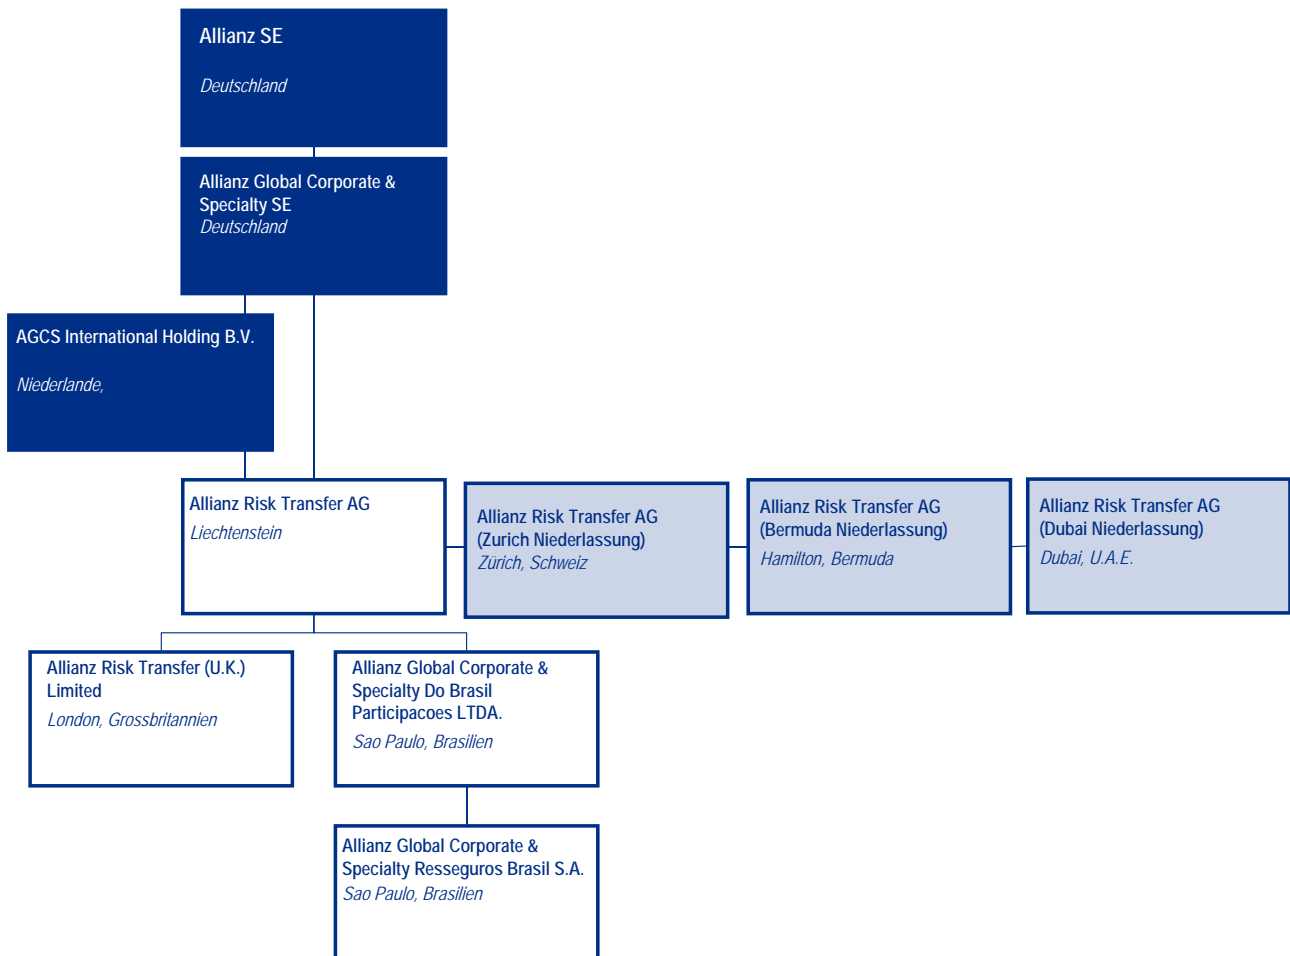 Allianz SE
Deutschland
Allianz Global Corporate &
Specialty SE
Deutschland
AGCS International Holding B.V.
Niederlande,
Allianz Risk Transfer AG
Liechtenstein
Allianz Risk Transfer AG
(Zurich Niederlassung)
Zürich, Schweiz
Allianz Risk Transfer AG
(Bermuda Niederlassung)
Hamilton, Bermuda
Allianz Risk Transfer AG
(Dubai Niederlassung)
Dubai, U.A.E.
Allianz Risk Transfer (U.K.)
Limited
London, Grossbritannien
Allianz Global Corporate &
Specialty Do Brasil
Participacoes LTDA.
Sao Paulo, Brasilien
Allianz Global Corporate &
Specialty Resseguros Brasil S.A.
Sao Paulo, Brasilien